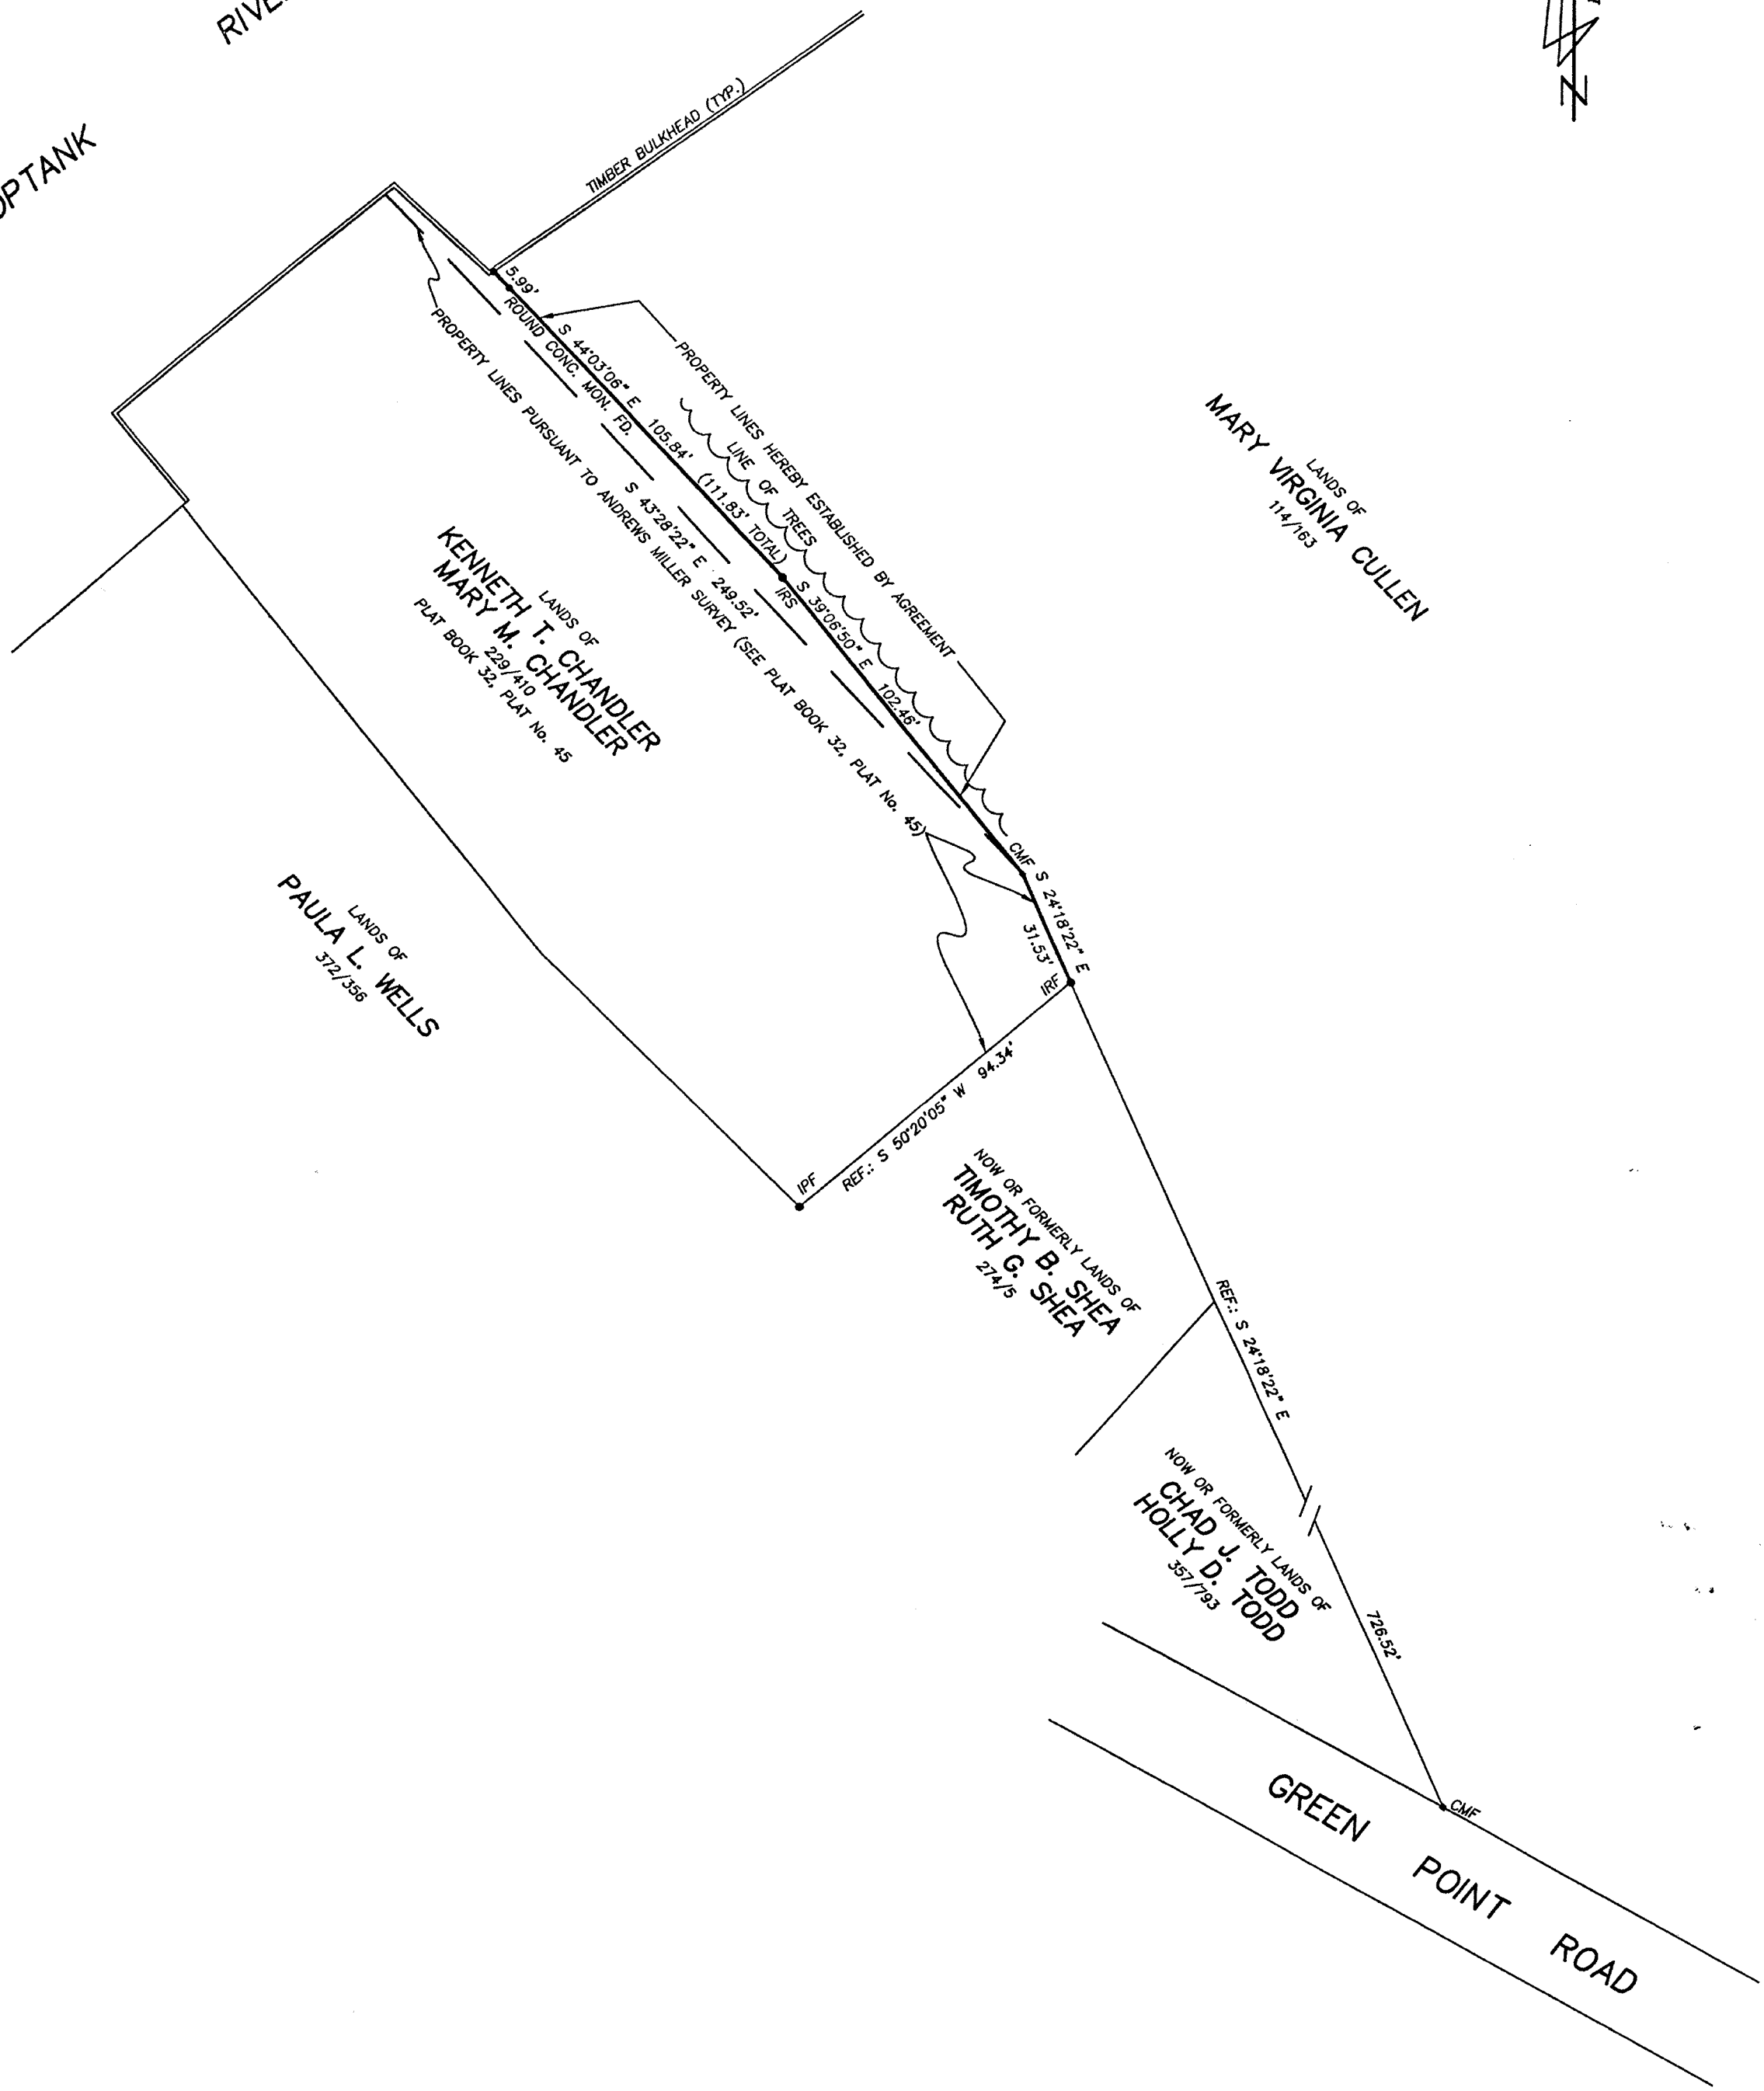 N
TIMBER BULKHEAD (TYP.)
5.99'
ROUND CONC. MON. FD.
S 44°03'06" E 105.84' (111.83' TOTAL)
PROPERTY LINES HEREBY ESTABLISHED BY AGREEMENT
LINE OF TREES
PROPERTY LINES PURSUANT TO ANDREWS MILLER SURVEY (SEE PLAT BOOK 32, PLAT No. 45)
S 43°28'22" E 249.52'
IRS
S 39°06'50" E 102.46'
LANDS OF
MARY VIRGINIA CULLEN
114/163
LANDS OF
KENNETH T. CHANDLER
MARY M. CHANDLER
229/410
PLAT BOOK 32, PLAT No. 45
CMF
S 24°18'22" E
31.53'
IRF
LANDS OF
PAULA L. WELLS
372/356
IPF
REF.: S 50°20'05" W 94.34'
NOW OR FORMERLY LANDS OF
TIMOTHY B. SHEA
RUTH G. SHEA
274/5
REF.: S 24°18'22" E
726.52'
NOW OR FORMERLY LANDS OF
CHAD J. TODD
HOLLY D. TODD
357/793
CMF
GREEN POINT ROAD